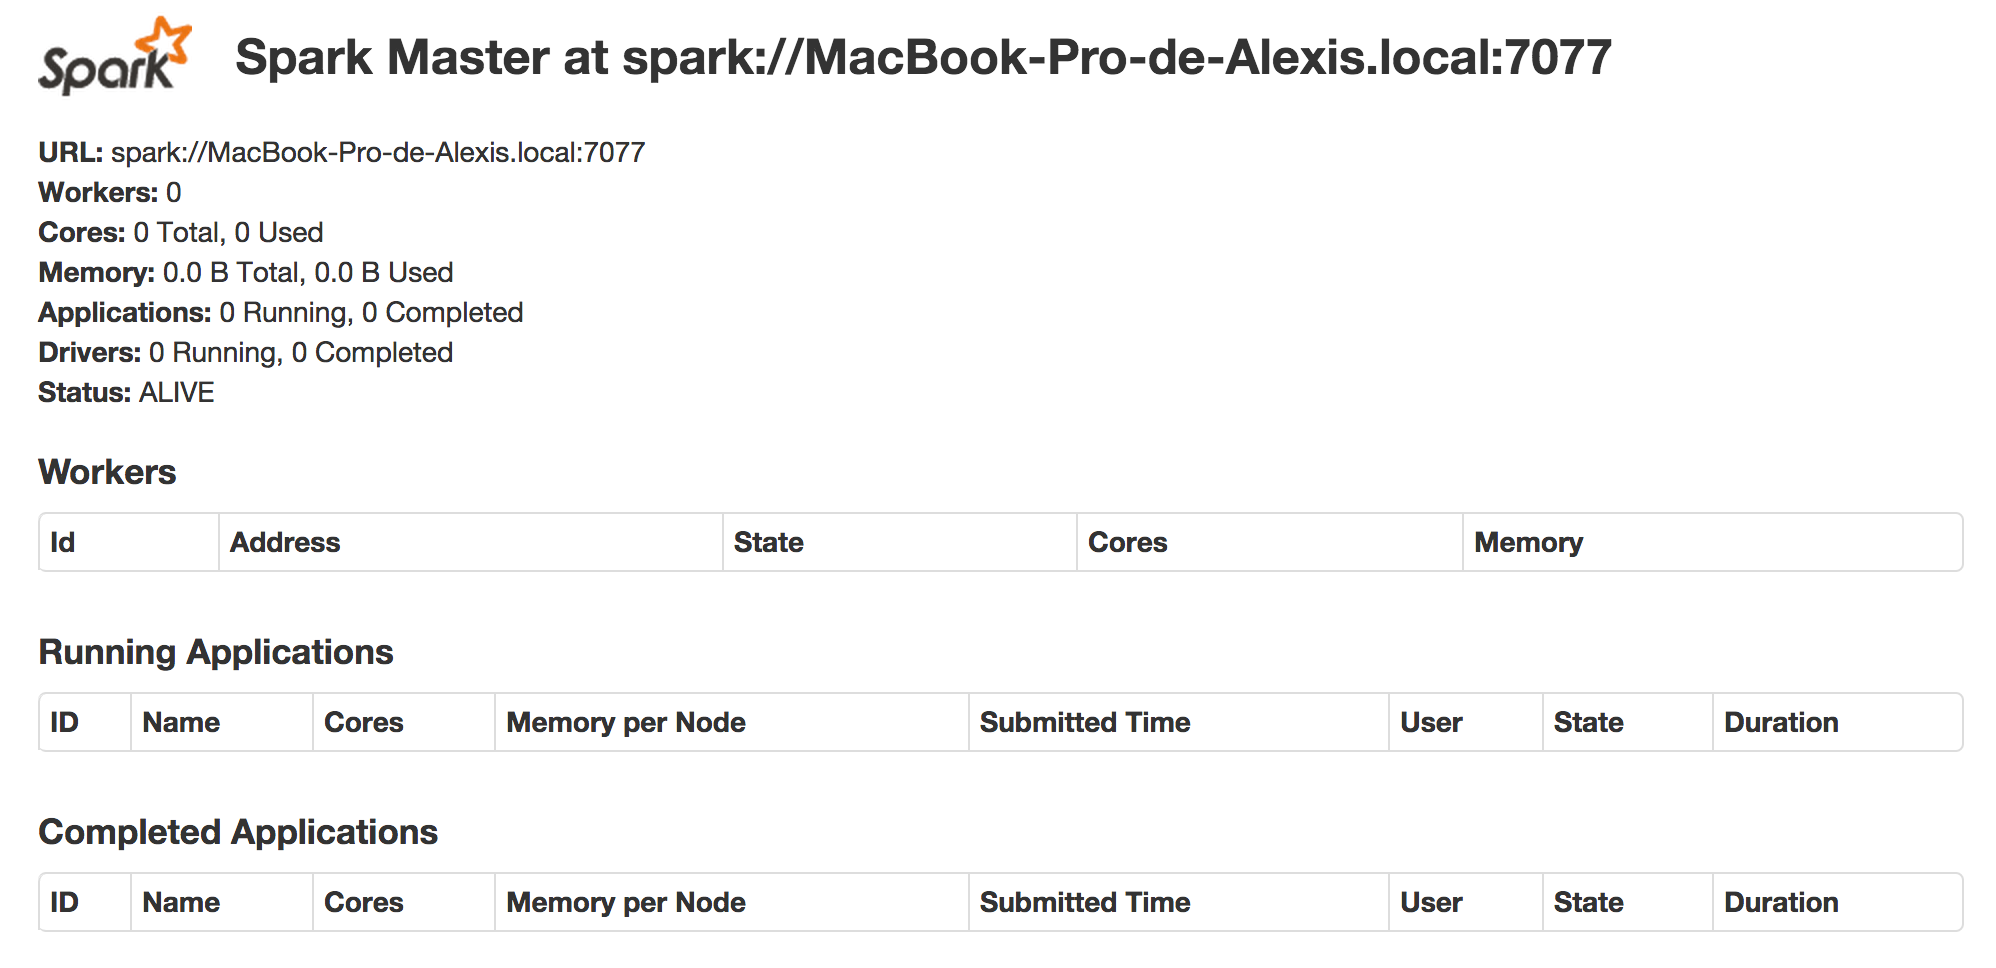 Spark
Spark Master at spark://MacBook-Pro-de-Alexis.local:7077
URL: spark://MacBook-Pro-de-Alexis.local:7077
Workers: 0
Cores: 0 Total, 0 Used
Memory: 0.0 B Total, 0.0 B Used
Applications: 0 Running, 0 Completed
Drivers: 0 Running, 0 Completed
Status: ALIVE
Workers
Id Address State Cores Memory
Running Applications
ID Name Cores Memory per Node Submitted Time User State Duration
Completed Applications
ID Name Cores Memory per Node Submitted Time User State Duration